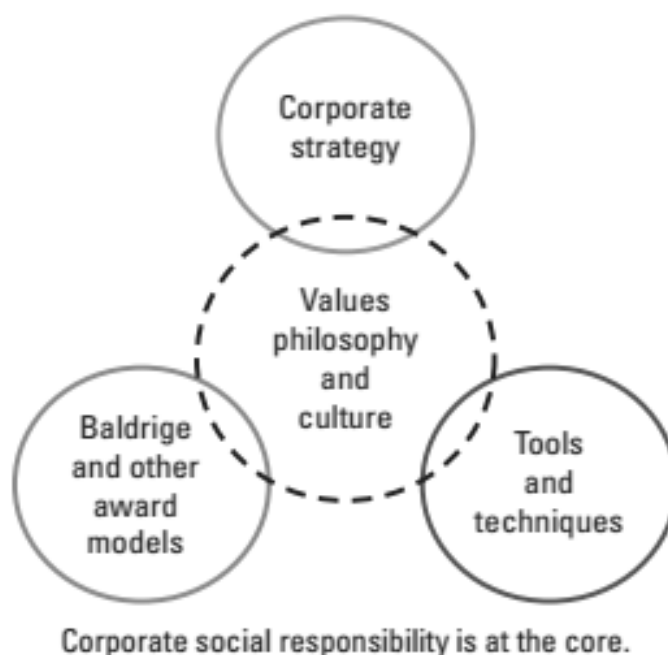 Corporate
strategy
Values
philosophy
and
culture
Baldrige
and other
award
models
Tools
and
techniques
Corporate social responsibility is at the core.